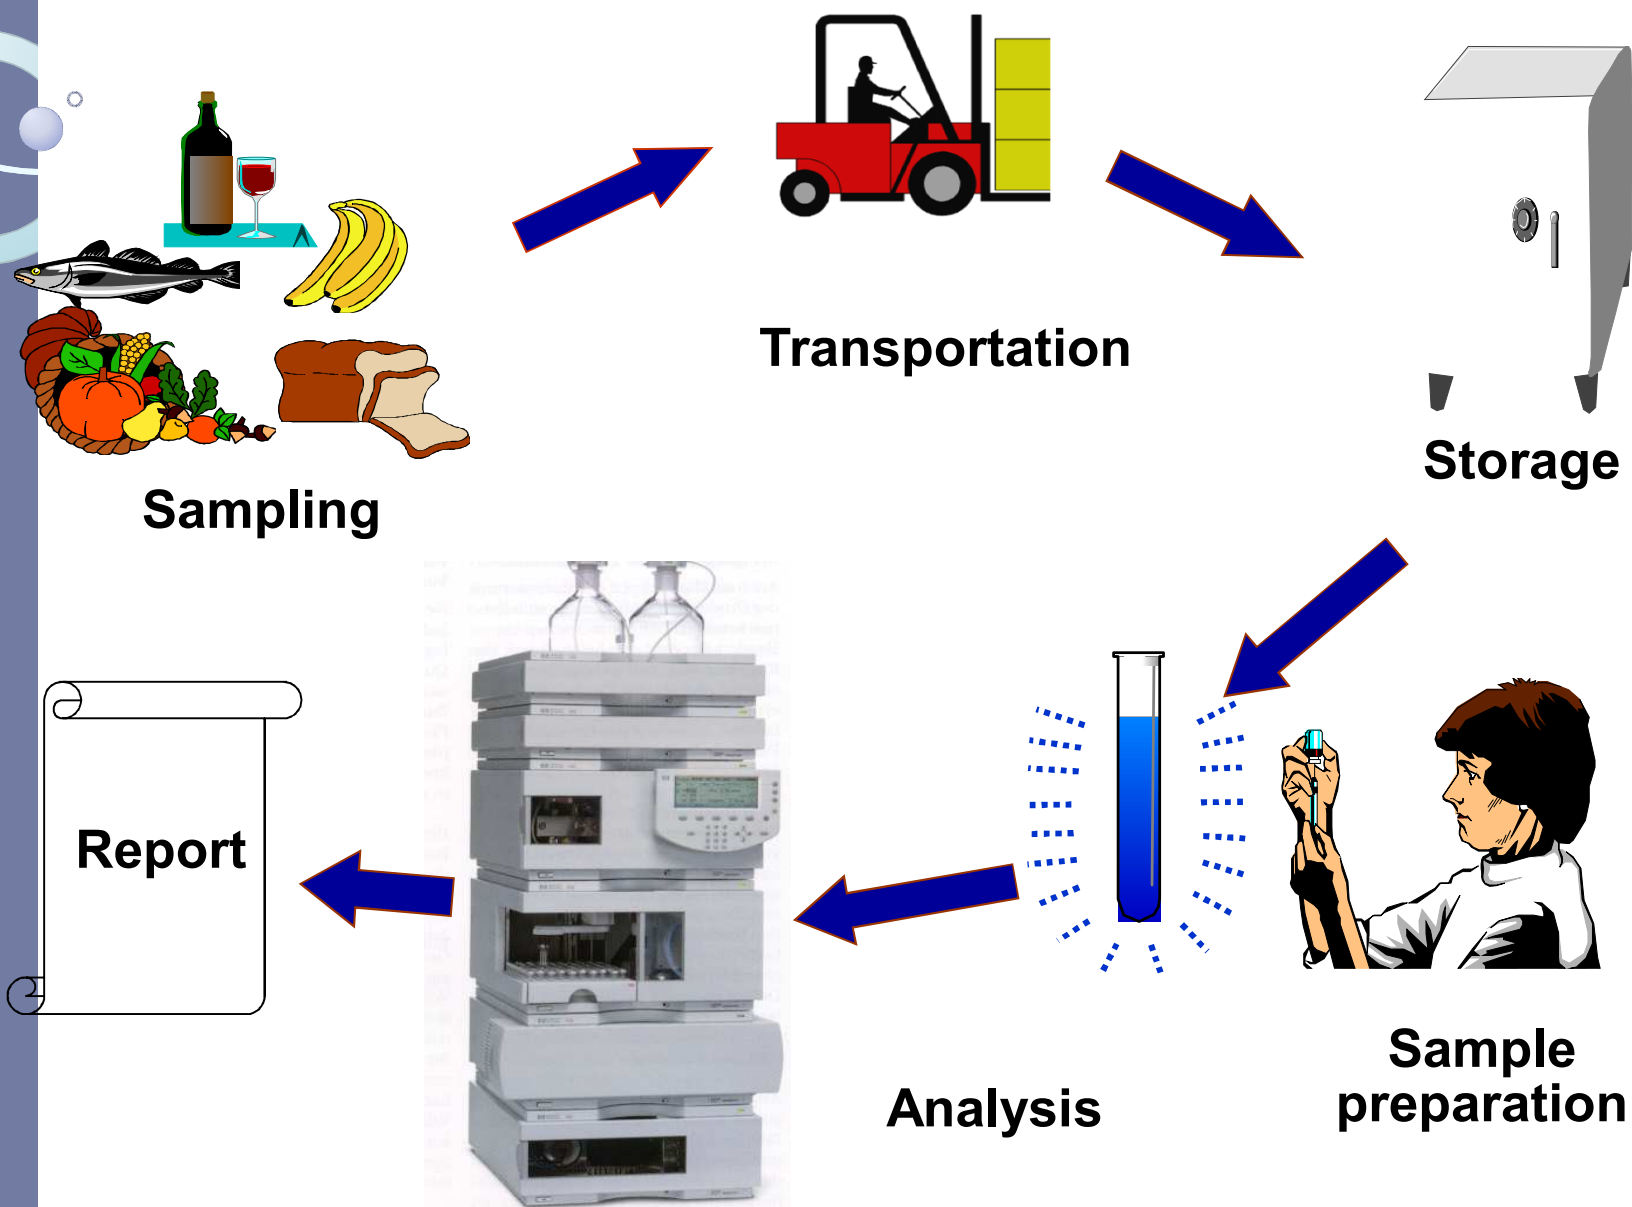 Transportation
Storage
Sampling
Report
Sample
preparation
Analysis